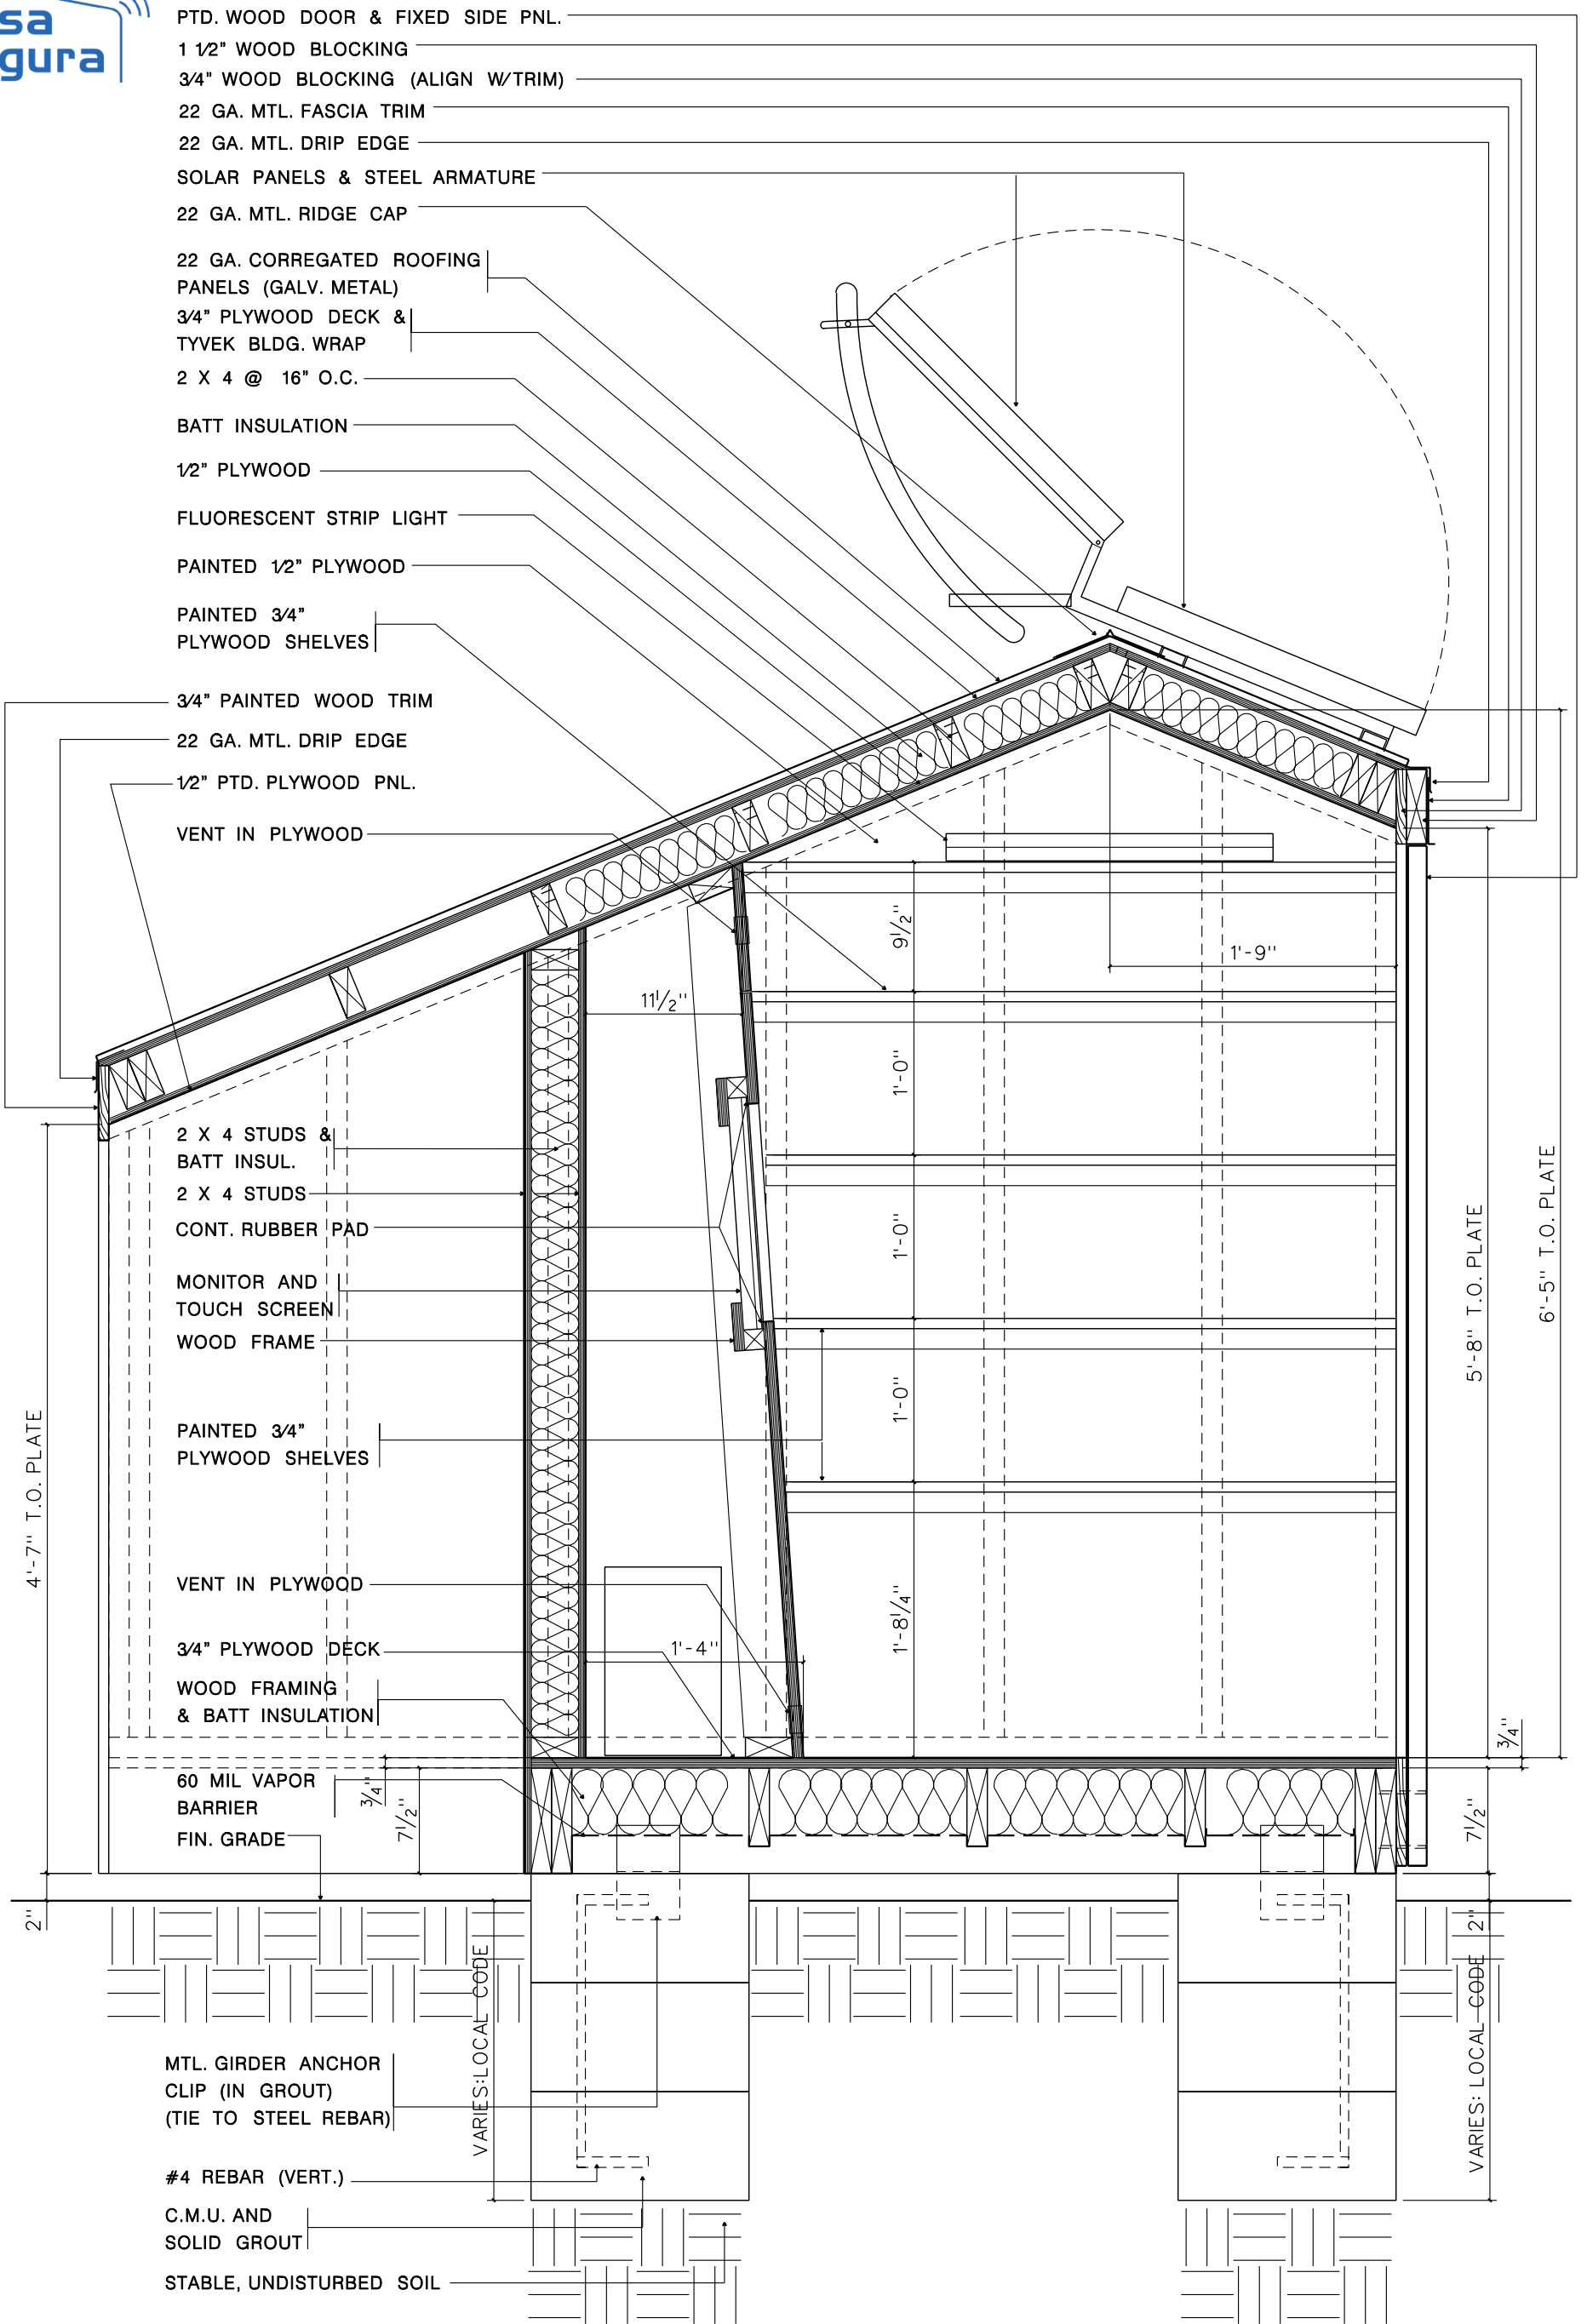 sa
gura
PTD. WOOD DOOR & FIXED SIDE PNL.
1 1/2" WOOD BLOCKING
3/4" WOOD BLOCKING (ALIGN W/TRIM)
22 GA. MTL. FASCIA TRIM
22 GA. MTL. DRIP EDGE
SOLAR PANELS & STEEL ARMATURE
22 GA. MTL. RIDGE CAP
22 GA. CORREGATED ROOFING
PANELS (GALV. METAL)
3/4" PLYWOOD DECK &
TYVEK BLDG. WRAP
2 X 4 @ 16" O.C.
BATT INSULATION
1/2" PLYWOOD
FLUORESCENT STRIP LIGHT
PAINTED 1/2" PLYWOOD
PAINTED 3/4"
PLYWOOD SHELVES
3/4" PAINTED WOOD TRIM
22 GA. MTL. DRIP EDGE
1/2" PTD. PLYWOOD PNL.
VENT IN PLYWOOD
9 1/2"
1'-9"
11 1/2"
1'-0"
2 X 4 STUDS &
BATT INSUL.
2 X 4 STUDS
CONT. RUBBER PAD
1'-0"
MONITOR AND
TOUCH SCREEN
WOOD FRAME
5'-8" T.O. PLATE
6'-5" T.O. PLATE
1'-0"
PAINTED 3/4"
PLYWOOD SHELVES
4'-7" T.O. PLATE
VENT IN PLYWOOD
1'-8 1/4"
3/4" PLYWOOD DECK
1'-4"
WOOD FRAMING
& BATT INSULATION
3/4"
60 MIL VAPOR
BARRIER
3/4"
7 1/2"
7 1/2"
FIN. GRADE
2"
2"
VARIES:LOCAL CODE
VARIES: LOCAL CODE
MTL. GIRDER ANCHOR
CLIP (IN GROUT)
(TIE TO STEEL REBAR)
#4 REBAR (VERT.)
C.M.U. AND
SOLID GROUT
STABLE, UNDISTURBED SOIL